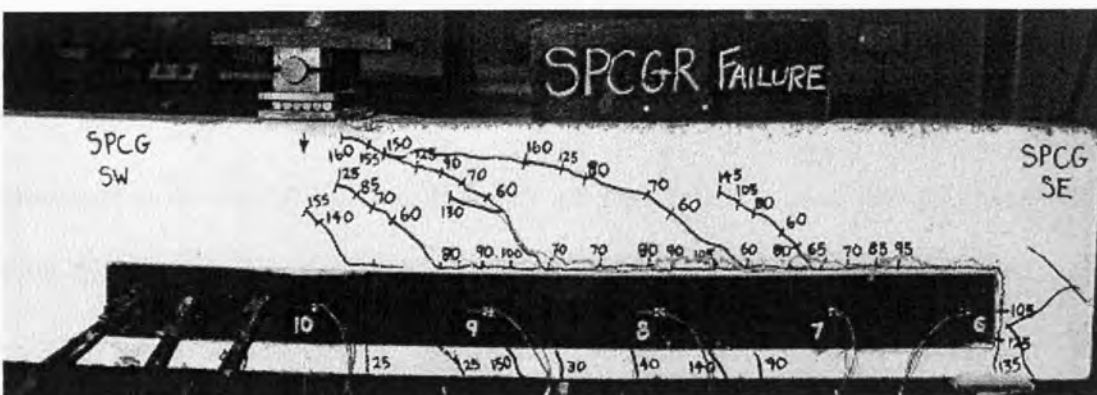 SPCGR FAILURE
SPCG
SW
SPCG
SE
160 155 150 125 90 70 60
160 125 80 70 60
145 105 80 60
125 85 70 60
130
155 140
80 90 100 70 70 80 90 105 60 80 65 70 85 95
10 9 8 7 6
105
125
135
25 25 150 30 40 140 90